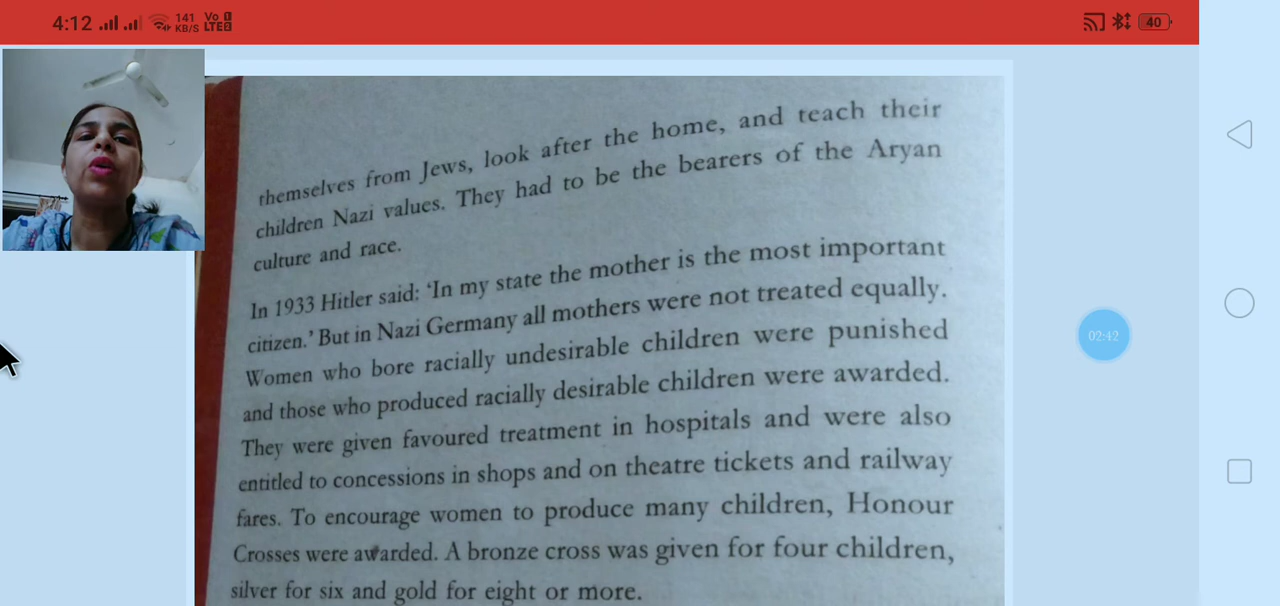 4:12 141 KB/S Vo LTE 40
themselves from Jews, look after the home, and teach their
children Nazi values. They had to be the bearers of the Aryan
culture and race.
In 1933 Hitler said: ‘In my state the mother is the most important
citizen.’ But in Nazi Germany all mothers were not treated equally.
Women who bore racially undesirable children were punished
and those who produced racially desirable children were awarded.
They were given favoured treatment in hospitals and were also
entitled to concessions in shops and on theatre tickets and railway
fares. To encourage women to produce many children, Honour
Crosses were awarded. A bronze cross was given for four children,
silver for six and gold for eight or more.
02:42